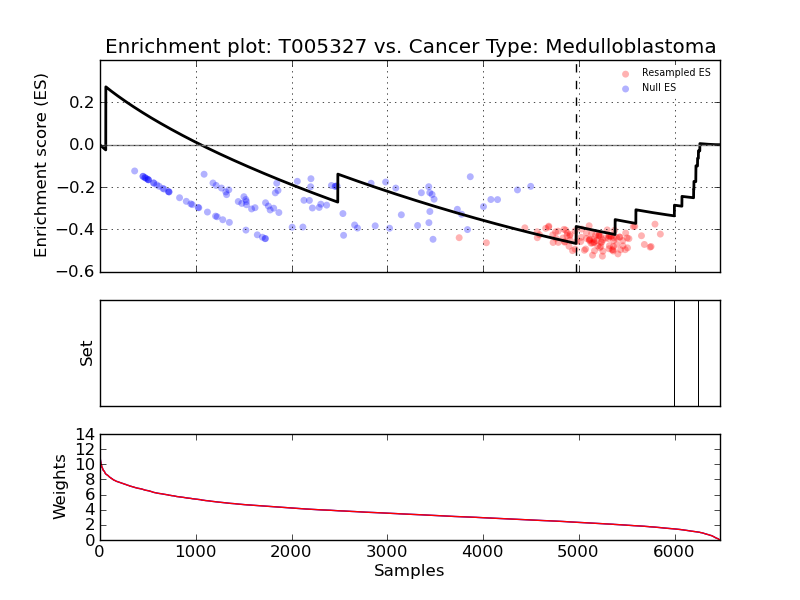 Enrichment plot: T005327 vs. Cancer Type: Medulloblastoma
Enrichment score (ES)
0.2
0.0
−0.2
−0.4
−0.6
Resampled ES
Null ES
Set
Weights
14
12
10
8
6
4
2
0
0 1000 2000 3000 4000 5000 6000
Samples